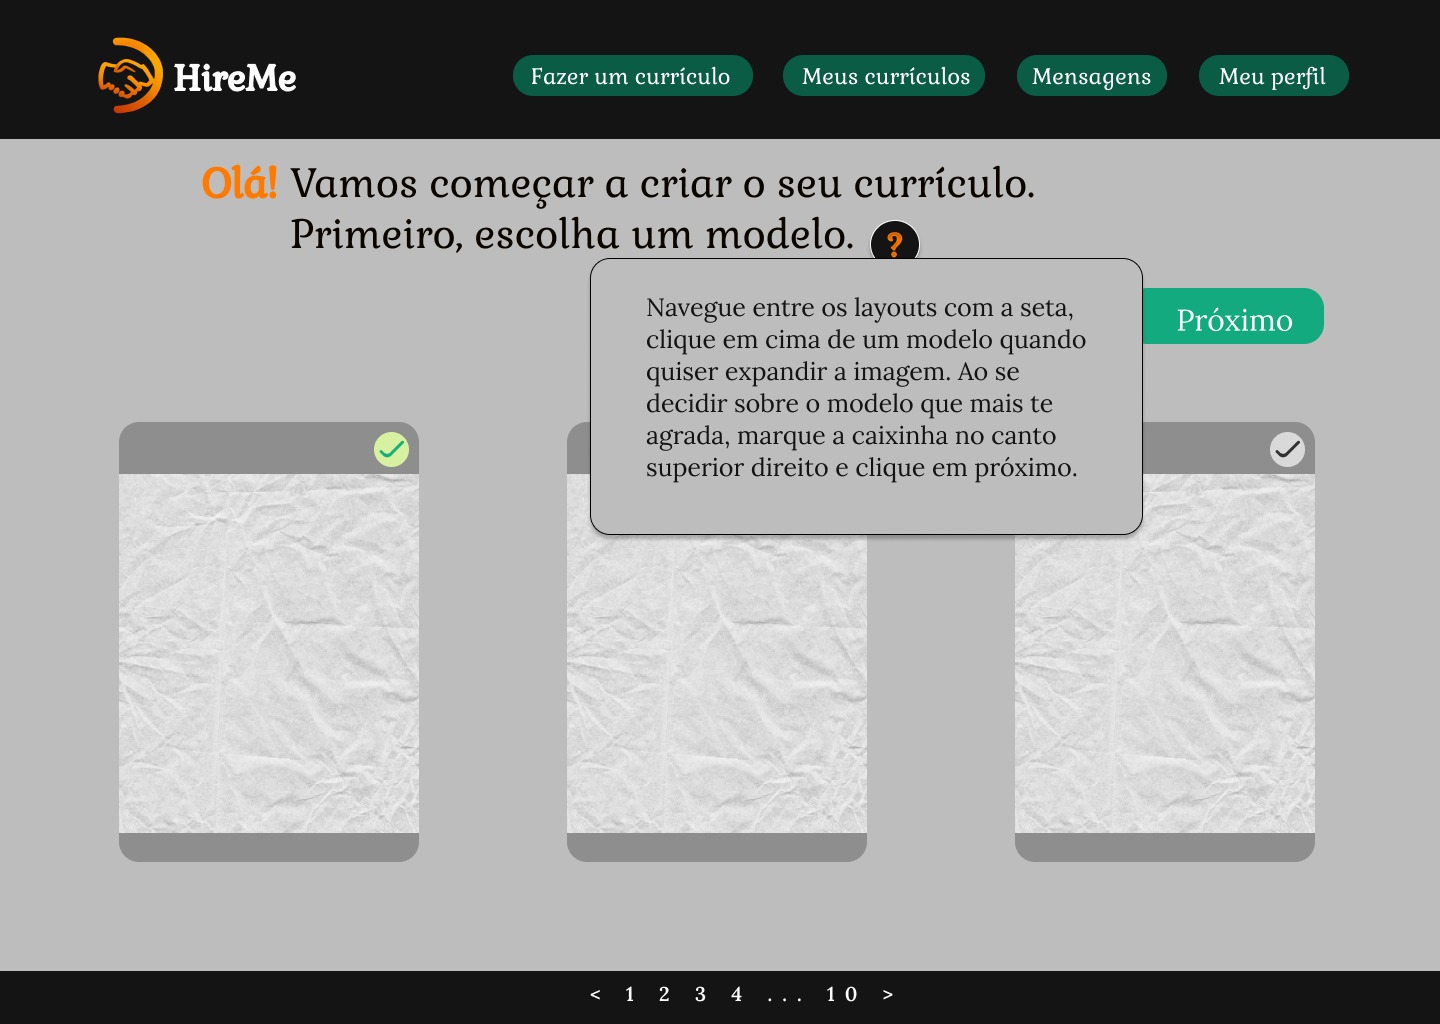 HireMe
Fazer um currículo
Meus currículos
Mensagens
Meu perfil
Olá! Vamos começar a criar o seu currículo.
Primeiro, escolha um modelo. ?
Navegue entre os layouts com a seta,
clique em cima de um modelo quando
quiser expandir a imagem. Ao se
decidir sobre o modelo que mais te
agrada, marque a caixinha no canto
superior direito e clique em próximo.
Próximo
< 1 2 3 4 ... 10 >